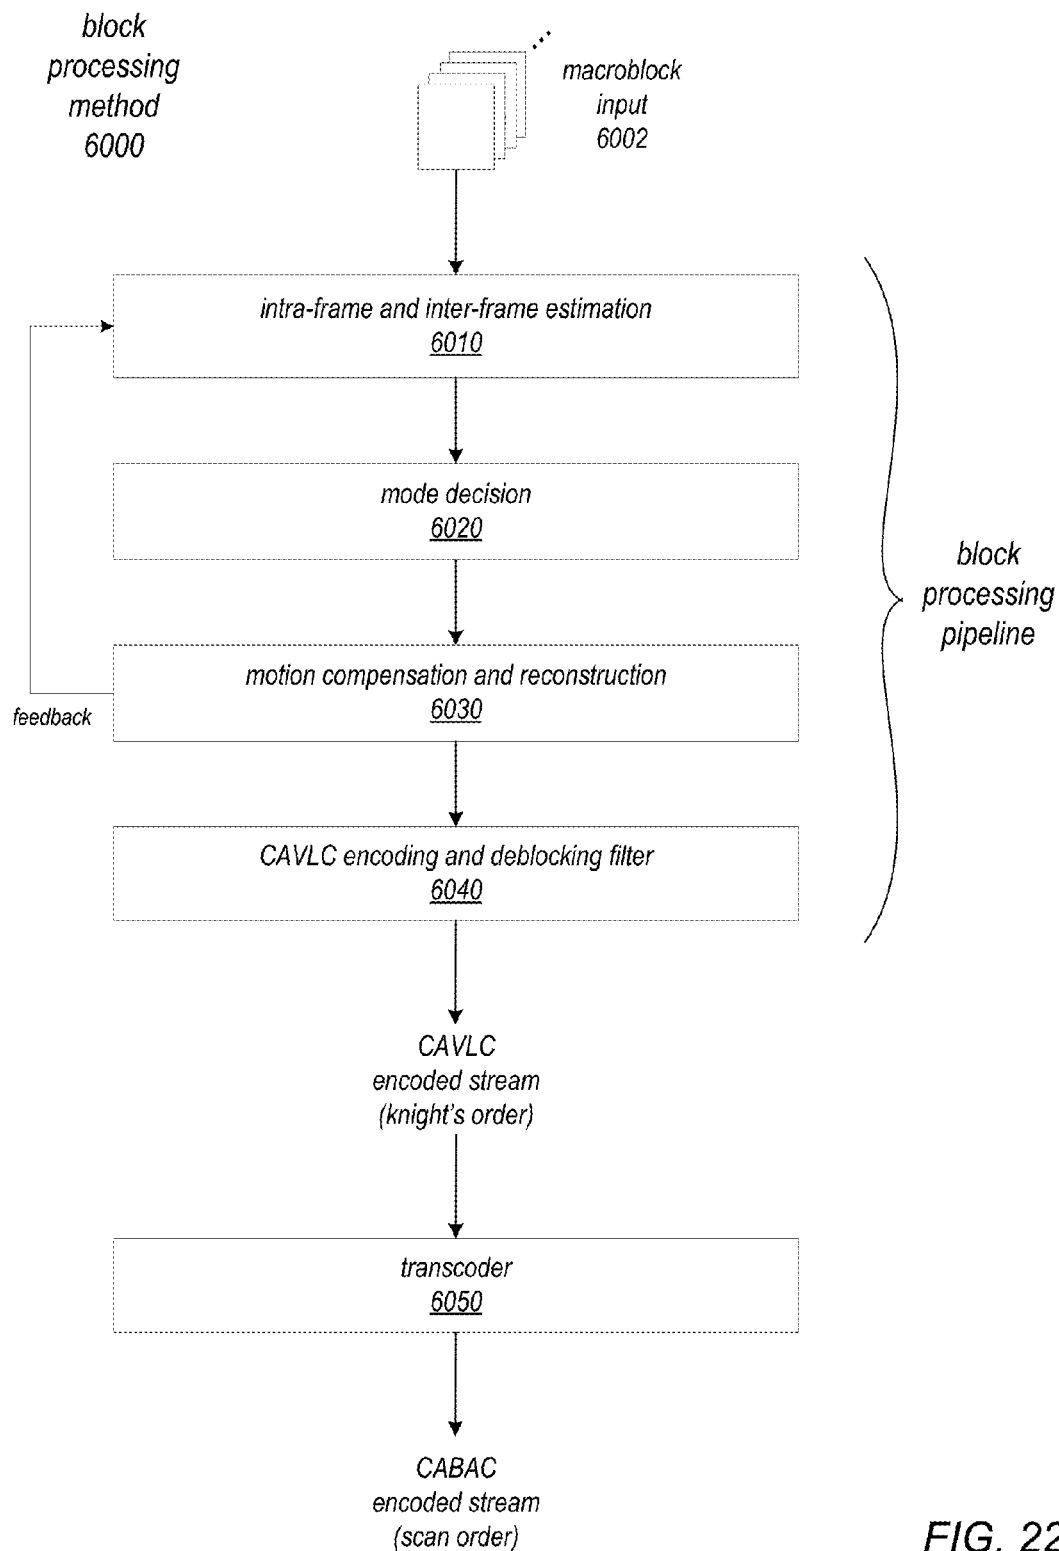 block
processing
method
6000
macroblock
input
6002
intra-frame and inter-frame estimation
6010
mode decision
6020
block
processing
pipeline
motion compensation and reconstruction
6030
feedback
CAVLC encoding and deblocking filter
6040
CAVLC
encoded stream
(knight's order)
transcoder
6050
CABAC
encoded stream
(scan order)
FIG. 22